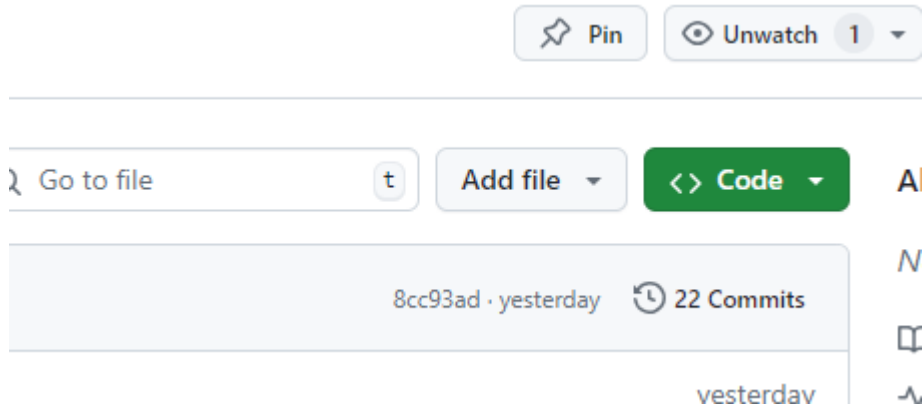 Pin
Unwatch 1
Go to file t
Add file
<> Code
8cc93ad · yesterday
22 Commits
yesterday